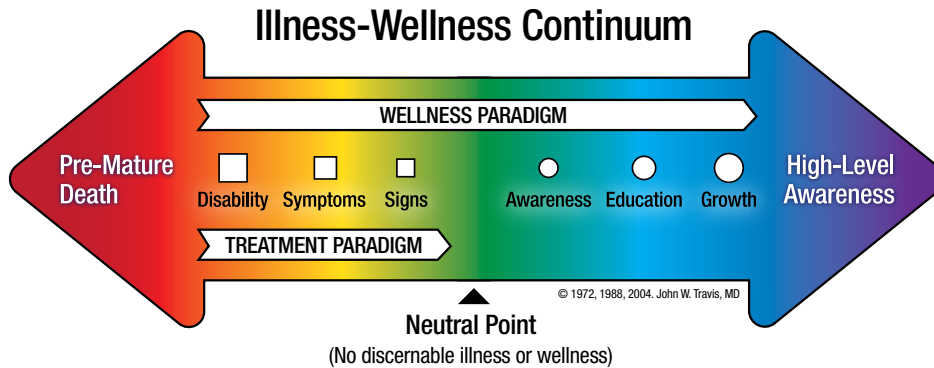 Illness-Wellness Continuum
WELLNESS PARADIGM
Pre-Mature
Death
Disability
Symptoms
Signs
Awareness
Education
Growth
High-Level
Awareness
TREATMENT PARADIGM
© 1972, 1988, 2004. John W. Travis, MD
Neutral Point
(No discernable illness or wellness)